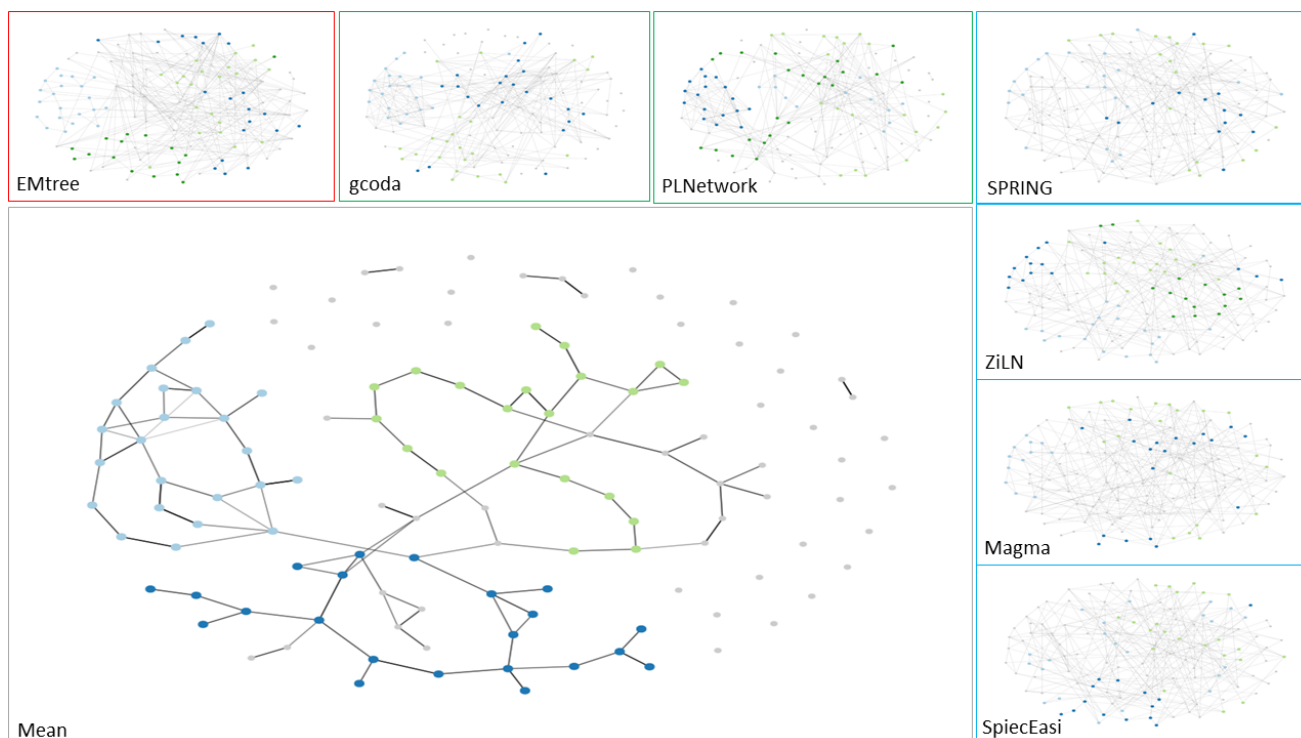 EMtree
gcoda
PLNetwork
SPRING
ZiLN
Magma
SpiecEasi
Mean